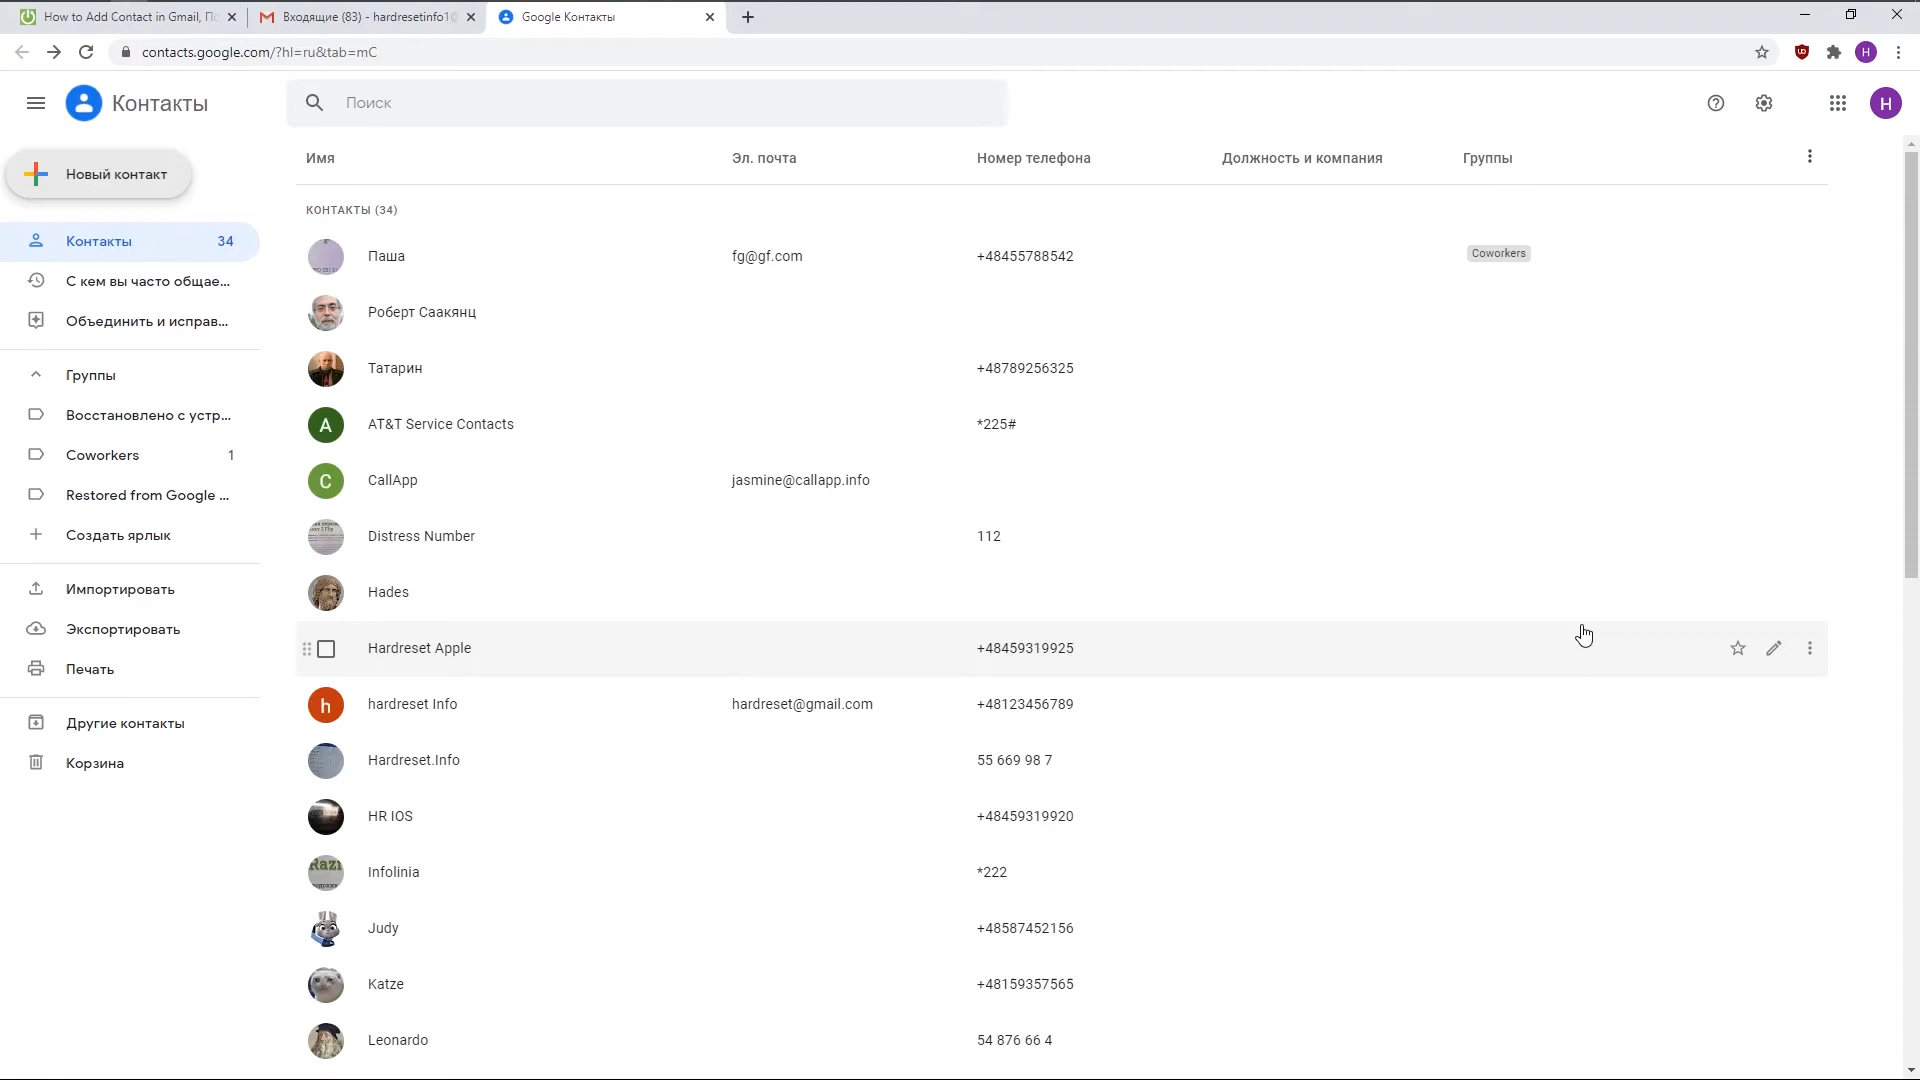 How to Add Contact in Gmail, По
Входящие (83) - hardresetinfo1@
Google Контакты
contacts.google.com/?hl=ru&tab=mC
H
Контакты
Поиск
H
Новый контакт
Контакты 34
С кем вы часто общае...
Объединить и исправ...
Группы
Восстановлено с устр...
Coworkers 1
Restored from Google ...
Создать ярлык
Импортировать
Экспортировать
Печать
Другие контакты
Корзина
Имя Эл. почта Номер телефона Должность и компания Группы
КОНТАКТЫ (34)
Паша fg@gf.com +48455788542 Coworkers
Роберт Саакянц
Татарин +48789256325
A AT&T Service Contacts *225#
C CallApp jasmine@callapp.info
Distress Number 112
Hades
Hardreset Apple +48459319925
h hardreset Info hardreset@gmail.com +48123456789
Hardreset.Info 55 669 98 7
HR IOS +48459319920
Infolinia *222
Judy +48587452156
Katze +48159357565
Leonardo 54 876 66 4